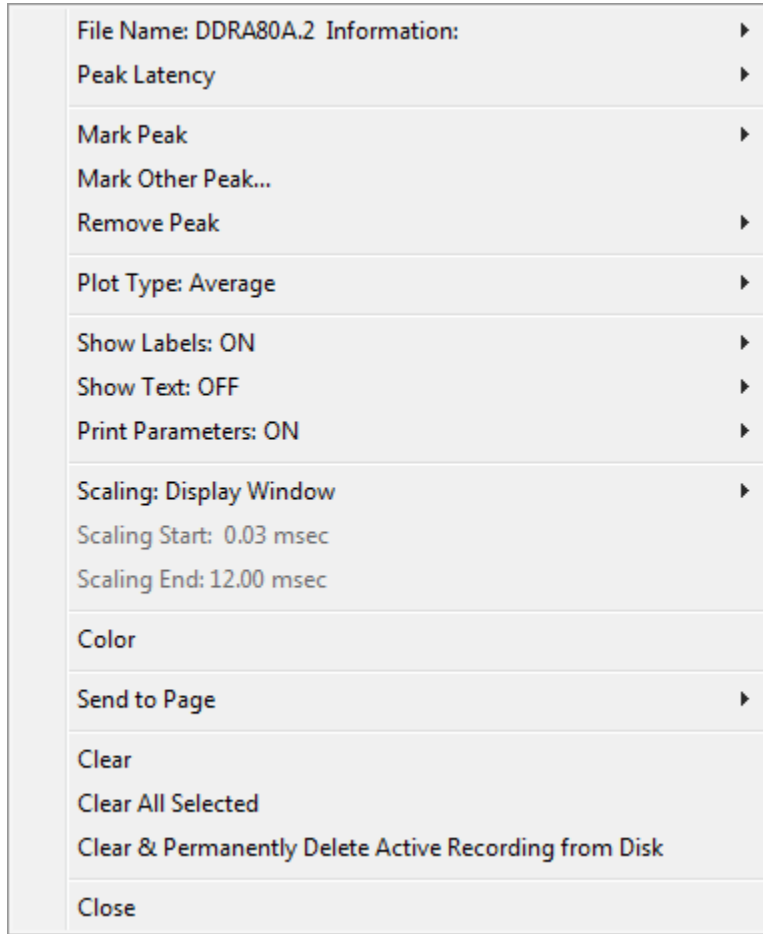 File Name: DDRA80A.2  Information:
Peak Latency
Mark Peak
Mark Other Peak...
Remove Peak
Plot Type: Average
Show Labels: ON
Show Text: OFF
Print Parameters: ON
Scaling: Display Window
Scaling Start:  0.03 msec
Scaling End: 12.00 msec
Color
Send to Page
Clear
Clear All Selected
Clear & Permanently Delete Active Recording from Disk
Close